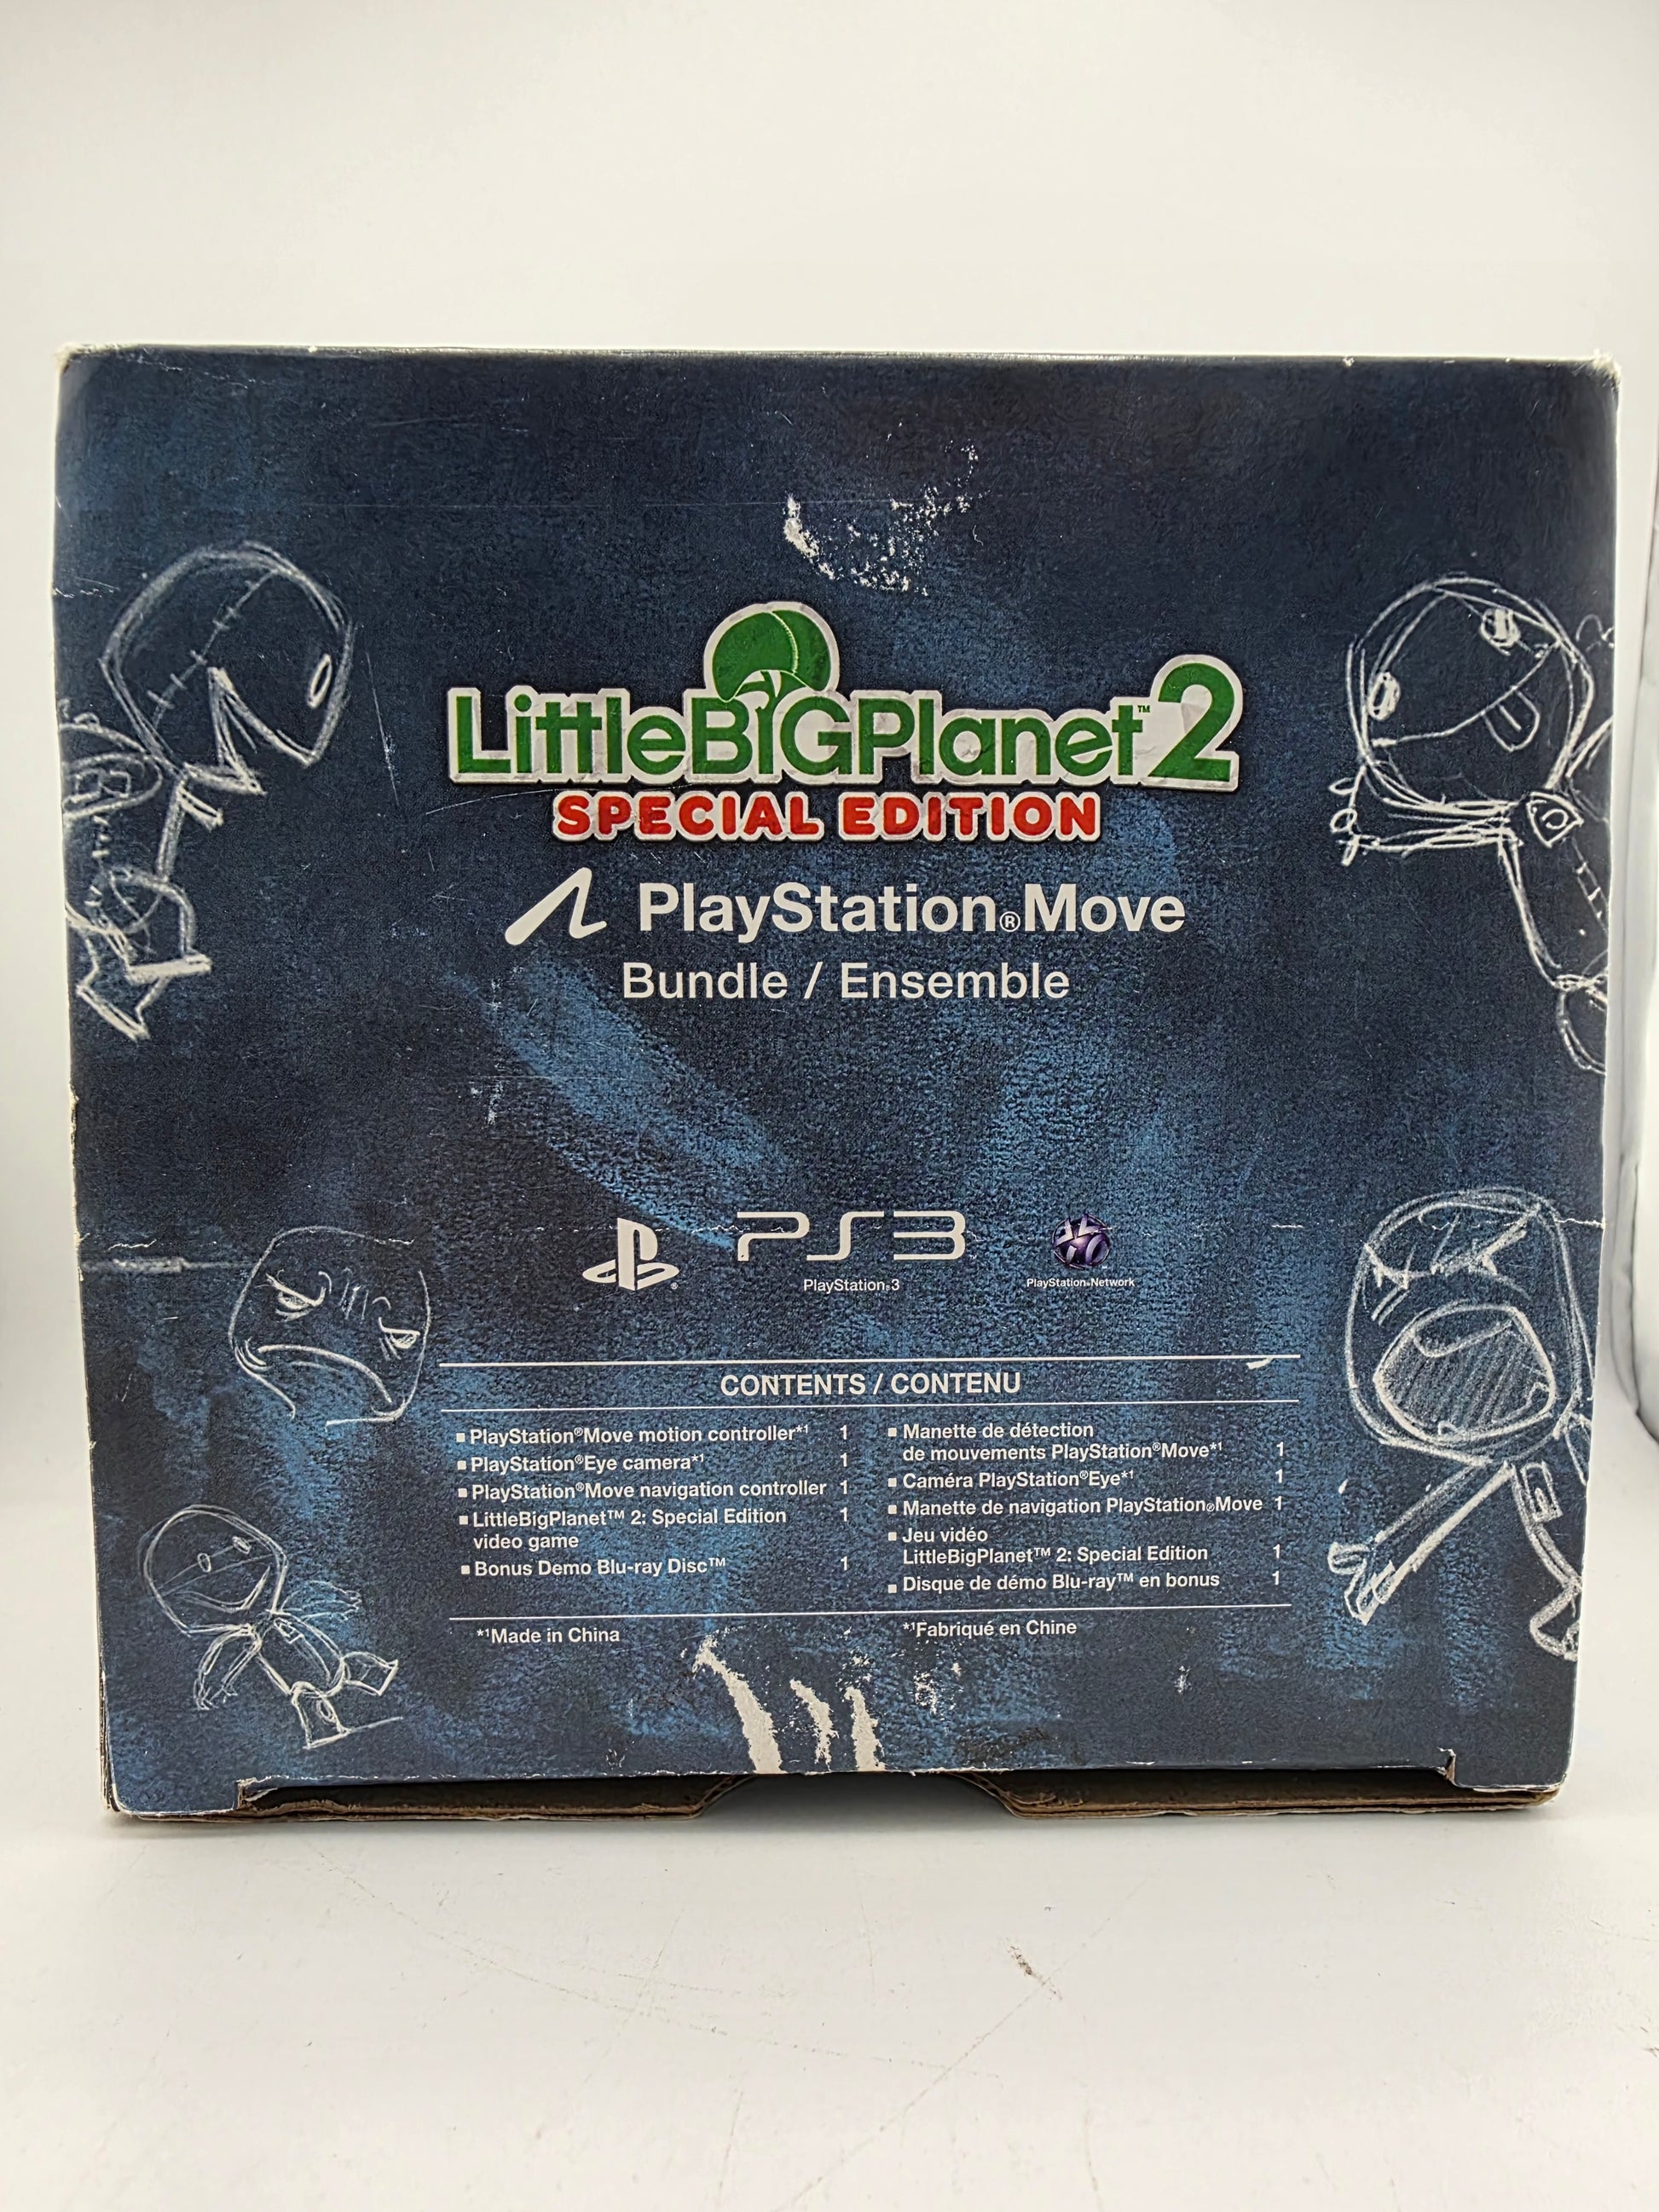 LittleBIGPlanet™2
SPECIAL EDITION
PlayStation®Move
Bundle / Ensemble
PS3
PlayStation®3
PlayStation®Network
CONTENTS / CONTENU
▪ PlayStation®Move motion controller*1 1
▪ PlayStation®Eye camera*1 1
▪ PlayStation®Move navigation controller 1
▪ LittleBigPlanet™ 2: Special Edition 1
video game
▪ Bonus Demo Blu-ray Disc™ 1
*1Made in China
▪ Manette de détection
de mouvements PlayStation®Move*1 1
▪ Caméra PlayStation®Eye*1 1
▪ Manette de navigation PlayStation®Move 1
▪ Jeu vidéo
LittleBigPlanet™ 2: Special Edition 1
▪ Disque de démo Blu-ray™ en bonus 1
*1Fabriqué en Chine